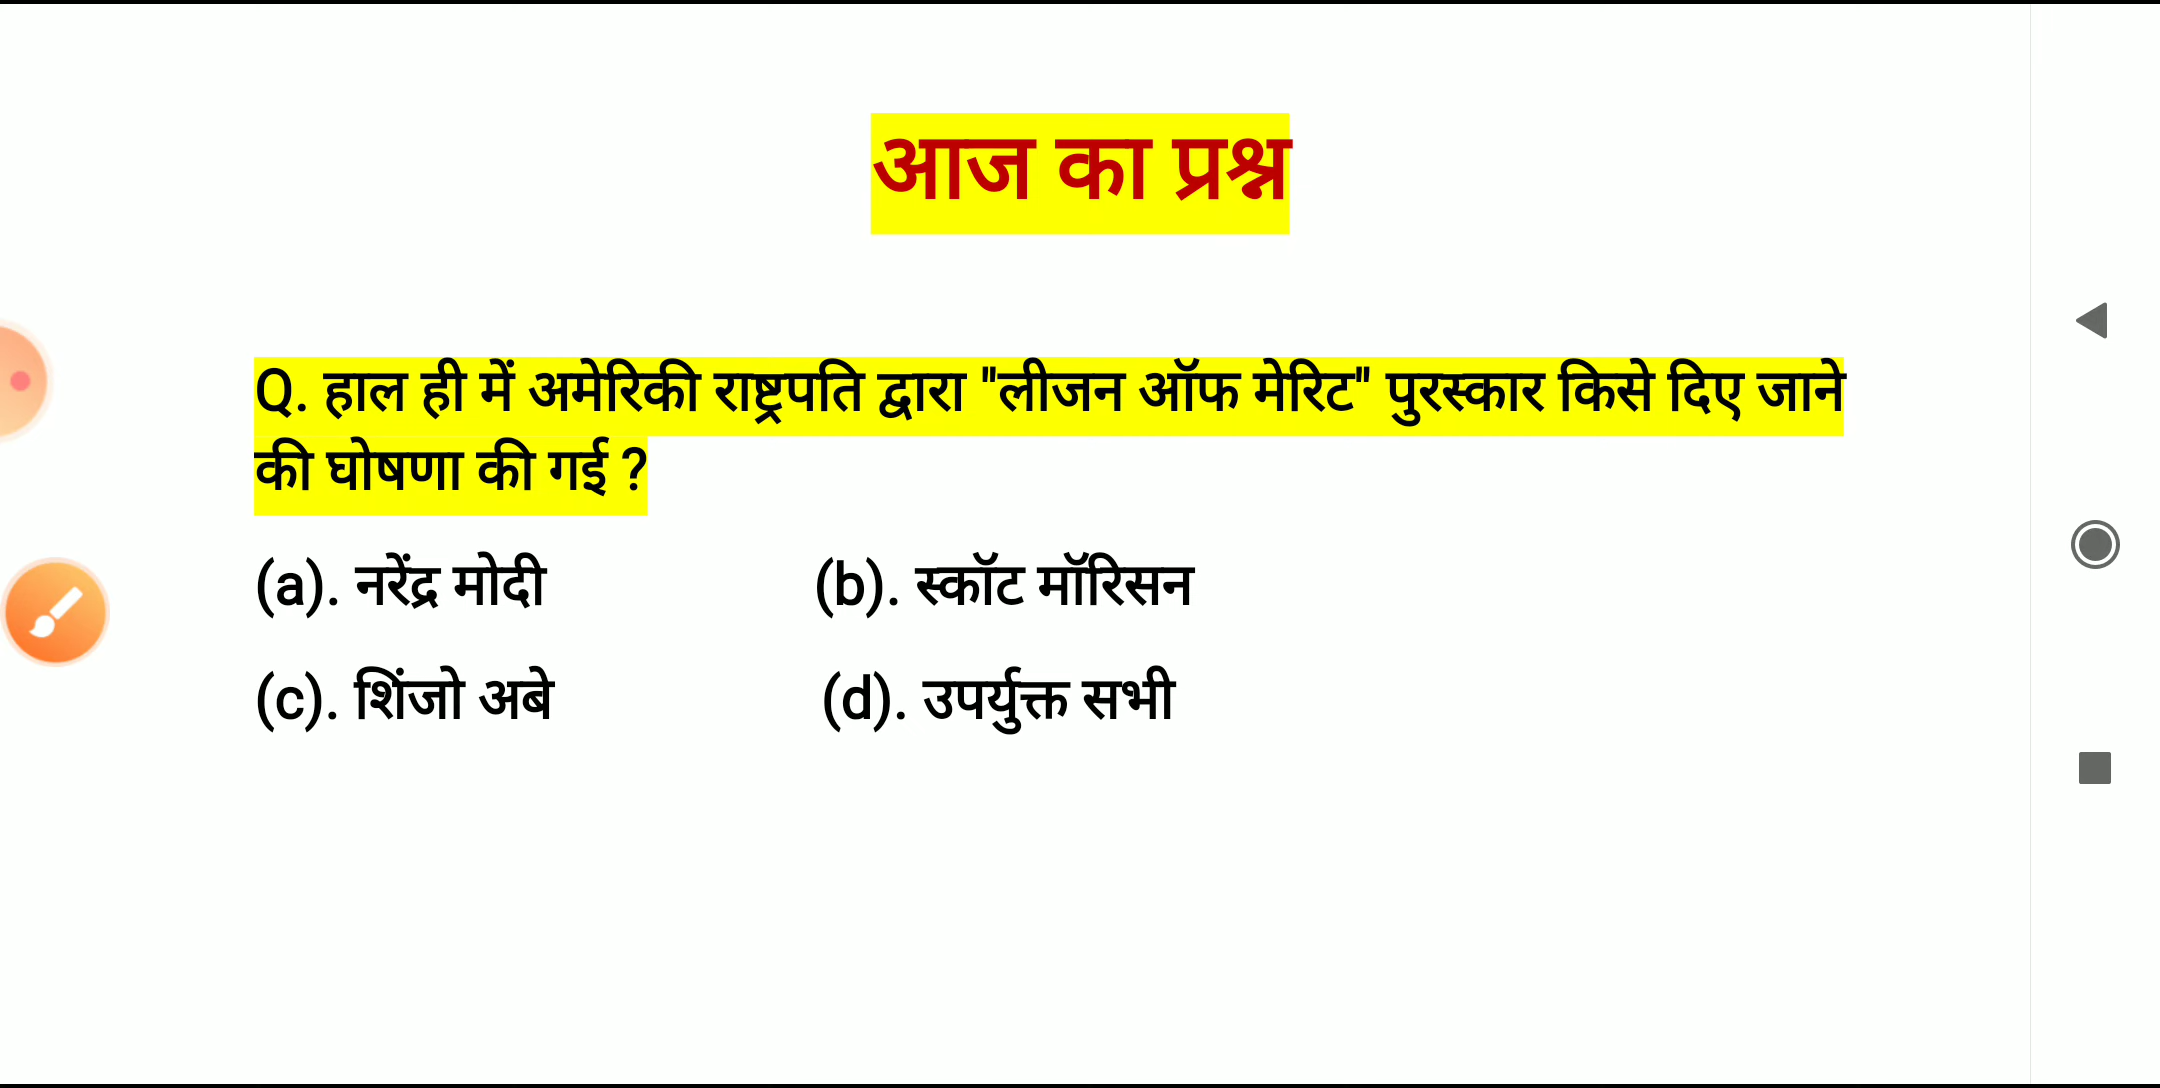 आज का प्रश्न
Q. हाल ही में अमेरिकी राष्ट्रपति द्वारा "लीजन ऑफ मेरिट" पुरस्कार किसे दिए जाने
की घोषणा की गई ?
(a). नरेंद्र मोदी (b). स्कॉट मॉरिसन
(c). शिंजो अबे (d). उपर्युक्त सभी